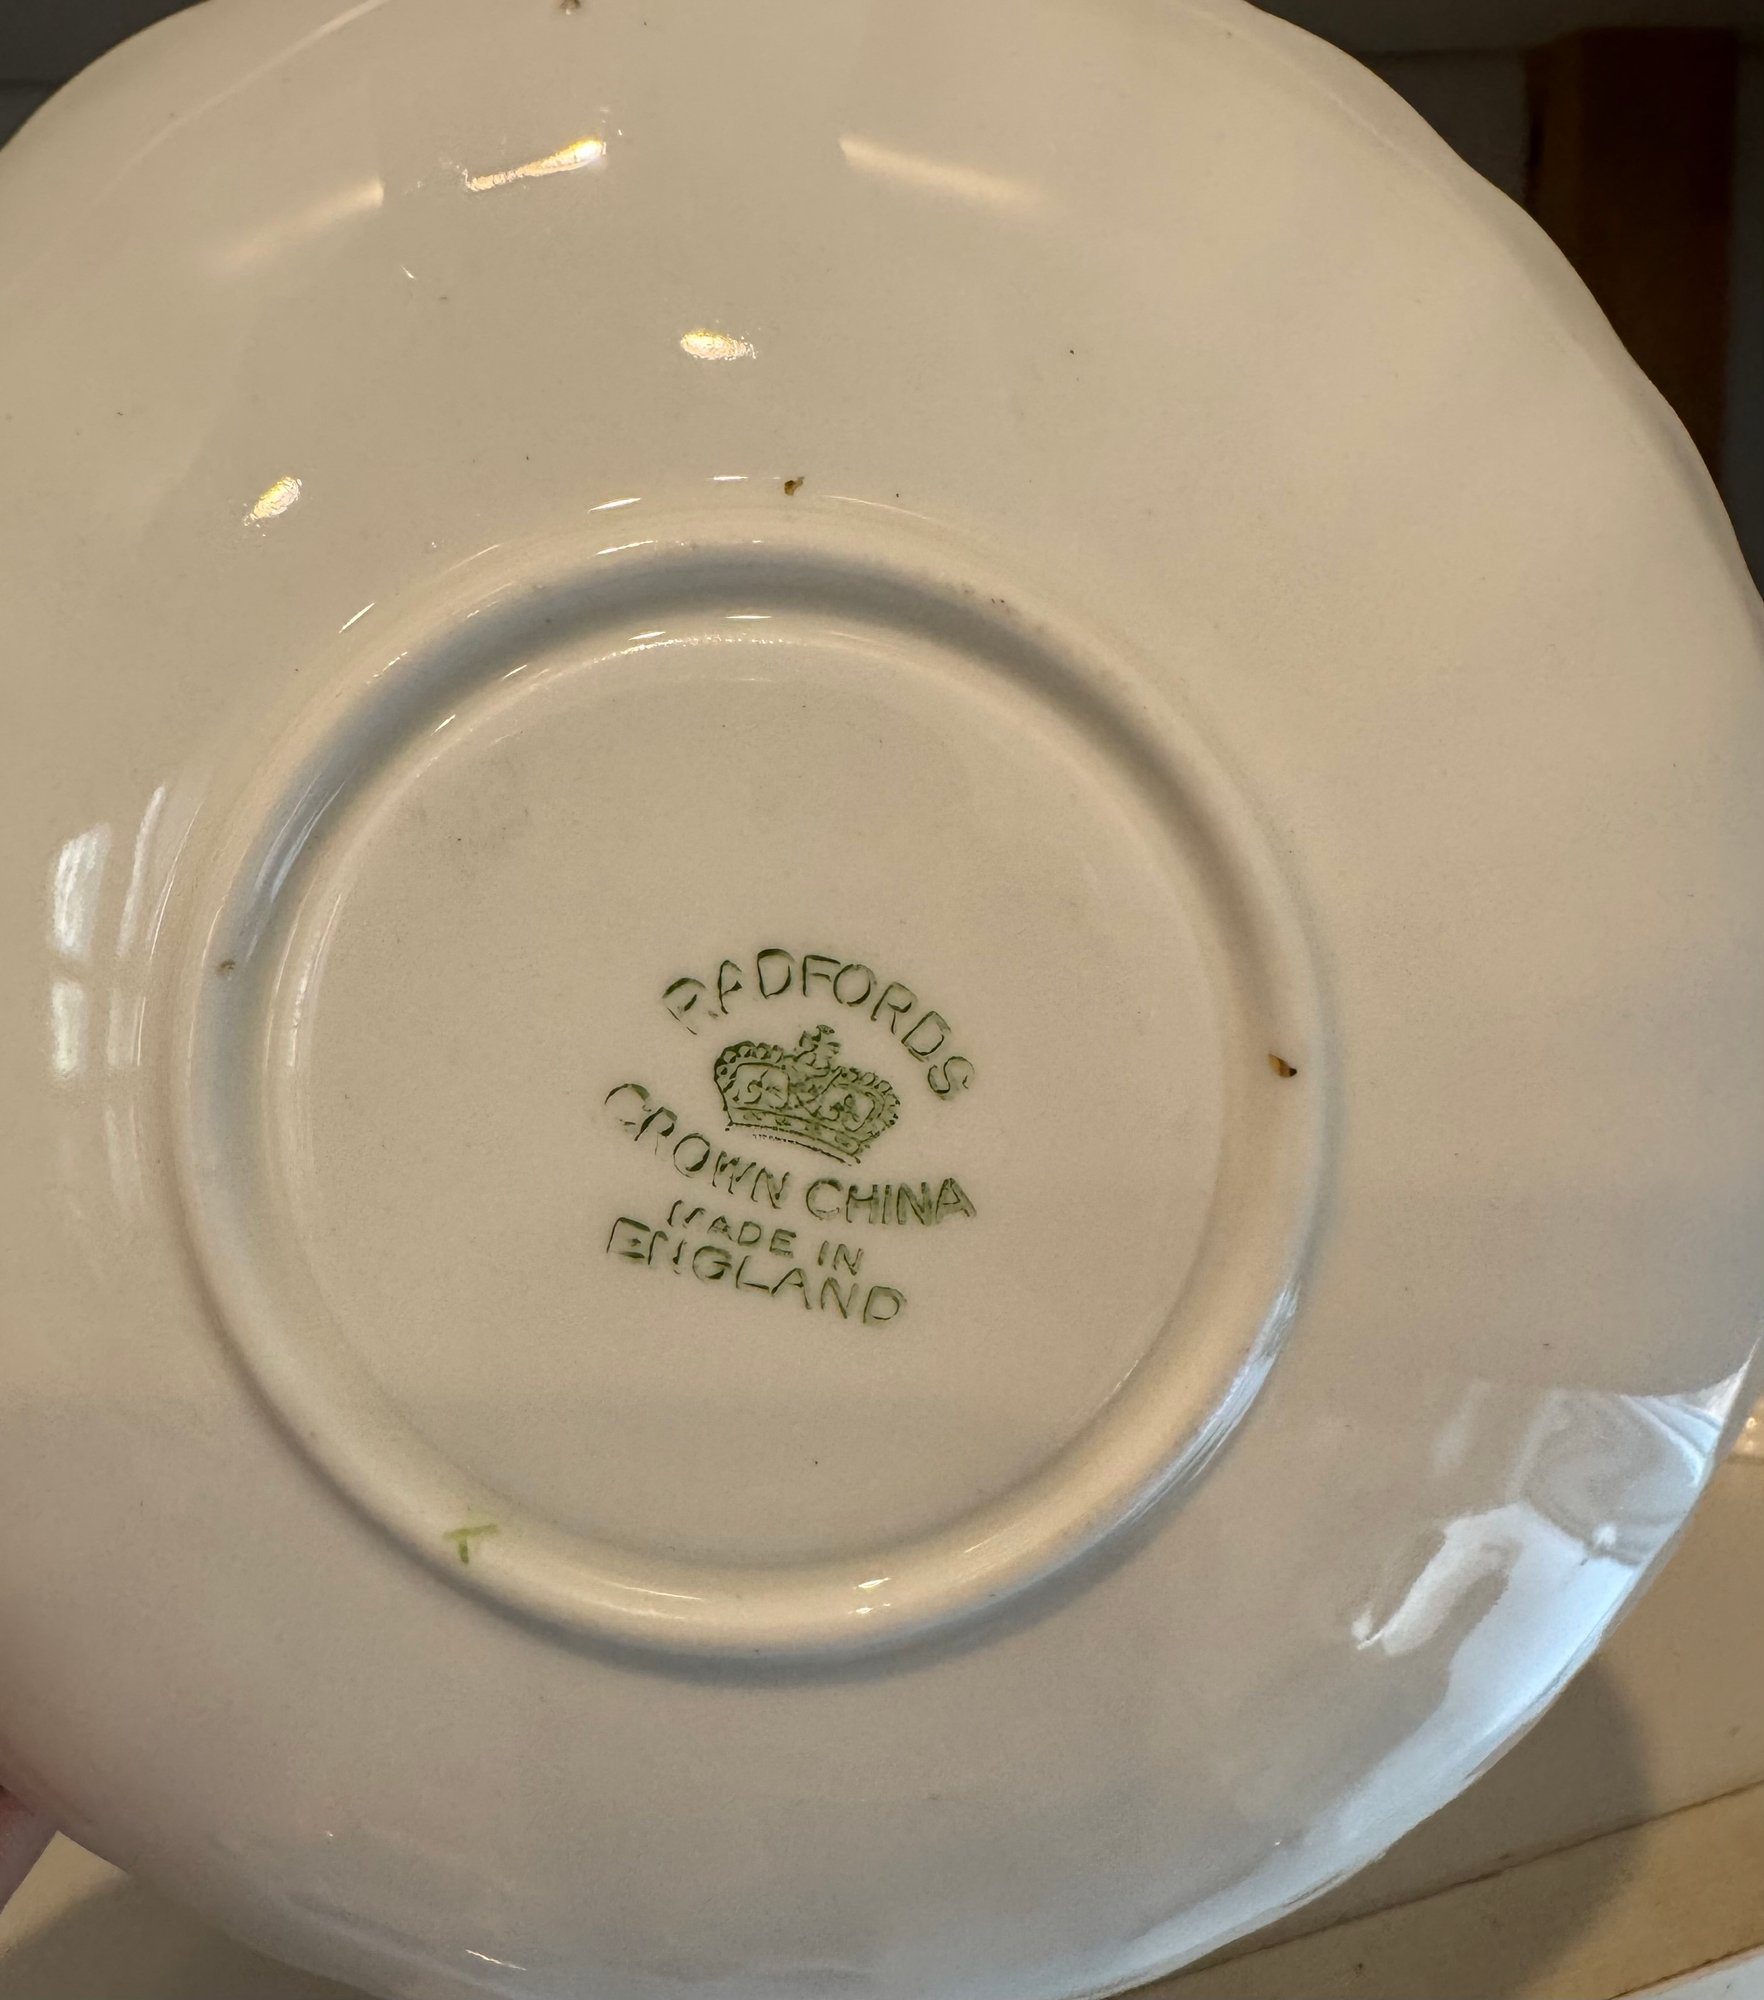 RADFORDS
CROWN CHINA
MADE IN
ENGLAND
T